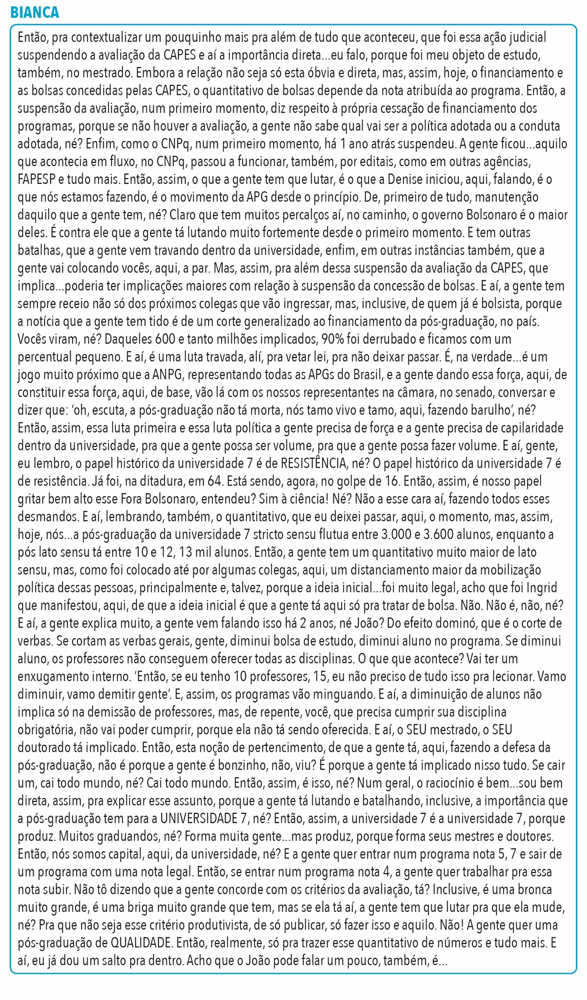 BIANCA
Então, pra contextualizar um pouquinho mais pra além de tudo que aconteceu, que foi essa ação judicial
suspendendo a avaliação da CAPES e aí a importância direta...eu falo, porque foi meu objeto de estudo,
também, no mestrado. Embora a relação não seja só esta óbvia e direta, mas, assim, hoje, o financiamento e
as bolsas concedidas pelas CAPES, o quantitativo de bolsas depende da nota atribuída ao programa. Então, a
suspensão da avaliação, num primeiro momento, diz respeito à própria cessação de financiamento dos
programas, porque se não houver a avaliação, a gente não sabe qual vai ser a política adotada ou a conduta
adotada, né? Enfim, como o CNPq, num primeiro momento, há 1 ano atrás suspendeu. A gente ficou...aquilo
que acontecia em fluxo, no CNPq, passou a funcionar, também, por editais, como em outras agências,
FAPESP e tudo mais. Então, assim, o que a gente tem que lutar, é o que a Denise iniciou, aqui, falando, é o
que nós estamos fazendo, é o movimento da APG desde o princípio. De, primeiro de tudo, manutenção
daquilo que a gente tem, né? Claro que tem muitos percalços aí, no caminho, o governo Bolsonaro é o maior
deles. É contra ele que a gente tá lutando muito fortemente desde o primeiro momento. E tem outras
batalhas, que a gente vem travando dentro da universidade, enfim, em outras instâncias também, que a
gente vai colocando vocês, aqui, a par. Mas, assim, pra além dessa suspensão da avaliação da CAPES, que
implica...poderia ter implicações maiores com relação à suspensão da concessão de bolsas. E aí, a gente tem
sempre receio não só dos próximos colegas que vão ingressar, mas, inclusive, de quem já é bolsista, porque
a notícia que a gente tem tido é de um corte generalizado ao financiamento da pós-graduação, no país.
Vocês viram, né? Daqueles 600 e tanto milhões implicados, 90% foi derrubado e ficamos com um
percentual pequeno. E aí, é uma luta travada, alí, pra vetar lei, pra não deixar passar. É, na verdade...é um
jogo muito próximo que a ANPG, representando todas as APGs do Brasil, e a gente dando essa força, aqui, de
constituir essa força, aqui, de base, vão lá com os nossos representantes na câmara, no senado, conversar e
dizer que: ‘oh, escuta, a pós-graduação não tá morta, nós tamo vivo e tamo, aqui, fazendo barulho’, né?
Então, assim, essa luta primeira e essa luta política a gente precisa de força e a gente precisa de capilaridade
dentro da universidade, pra que a gente possa ser volume, pra que a gente possa fazer volume. E aí, gente,
eu lembro, o papel histórico da universidade 7 é de RESISTÊNCIA, né? O papel histórico da universidade 7 é
de resistência. Já foi, na ditadura, em 64. Está sendo, agora, no golpe de 16. Então, assim, é nosso papel
gritar bem alto esse Fora Bolsonaro, entendeu? Sim à ciência! Né? Não a esse cara aí, fazendo todos esses
desmandos. E aí, lembrando, também, o quantitativo, que eu deixei passar, aqui, o momento, mas, assim,
hoje, nós...a pós-graduação da universidade 7 stricto sensu flutua entre 3.000 e 3.600 alunos, enquanto a
pós lato sensu tá entre 10 e 12, 13 mil alunos. Então, a gente tem um quantitativo muito maior de lato
sensu, mas, como foi colocado até por algumas colegas, aqui, um distanciamento maior da mobilização
política dessas pessoas, principalmente e, talvez, porque a ideia inicial...foi muito legal, acho que foi Ingrid
que manifestou, aqui, de que a ideia inicial é que a gente tá aqui só pra tratar de bolsa. Não. Não é, não, né?
E aí, a gente explica muito, a gente vem falando isso há 2 anos, né João? Do efeito dominó, que é o corte de
verbas. Se cortam as verbas gerais, gente, diminui bolsa de estudo, diminui aluno no programa. Se diminui
aluno, os professores não conseguem oferecer todas as disciplinas. O que que acontece? Vai ter um
enxugamento interno. ‘Então, se eu tenho 10 professores, 15, eu não preciso de tudo isso pra lecionar. Vamo
diminuir, vamo demitir gente’. E, assim, os programas vão minguando. E aí, a diminuição de alunos não
implica só na demissão de professores, mas, de repente, você, que precisa cumprir sua disciplina
obrigatória, não vai poder cumprir, porque ela não tá sendo oferecida. E aí, o SEU mestrado, o SEU
doutorado tá implicado. Então, esta noção de pertencimento, de que a gente tá, aqui, fazendo a defesa da
pós-graduação, não é porque a gente é bonzinho, não, viu? É porque a gente tá implicado nisso tudo. Se cair
um, cai todo mundo, né? Cai todo mundo. Então, assim, é isso, né? Num geral, o raciocínio é bem...sou bem
direta, assim, pra explicar esse assunto, porque a gente tá lutando e batalhando, inclusive, a importância que
a pós-graduação tem para a UNIVERSIDADE 7, né? Então, assim, a universidade 7 é a universidade 7, porque
produz. Muitos graduandos, né? Forma muita gente...mas produz, porque forma seus mestres e doutores.
Então, nós somos capital, aqui, da universidade, né? E a gente quer entrar num programa nota 5, 7 e sair de
um programa com uma nota legal. Então, se entrar num programa nota 4, a gente quer trabalhar pra essa
nota subir. Não tô dizendo que a gente concorde com os critérios da avaliação, tá? Inclusive, é uma bronca
muito grande, é uma briga muito grande que tem, mas se ela tá aí, a gente tem que lutar pra que ela mude,
né? Pra que não seja esse critério produtivista, de só publicar, só fazer isso e aquilo. Não! A gente quer uma
pós-graduação de QUALIDADE. Então, realmente, só pra trazer esse quantitativo de números e tudo mais. E
aí, eu já dou um salto pra dentro. Acho que o João pode falar um pouco, também, é...